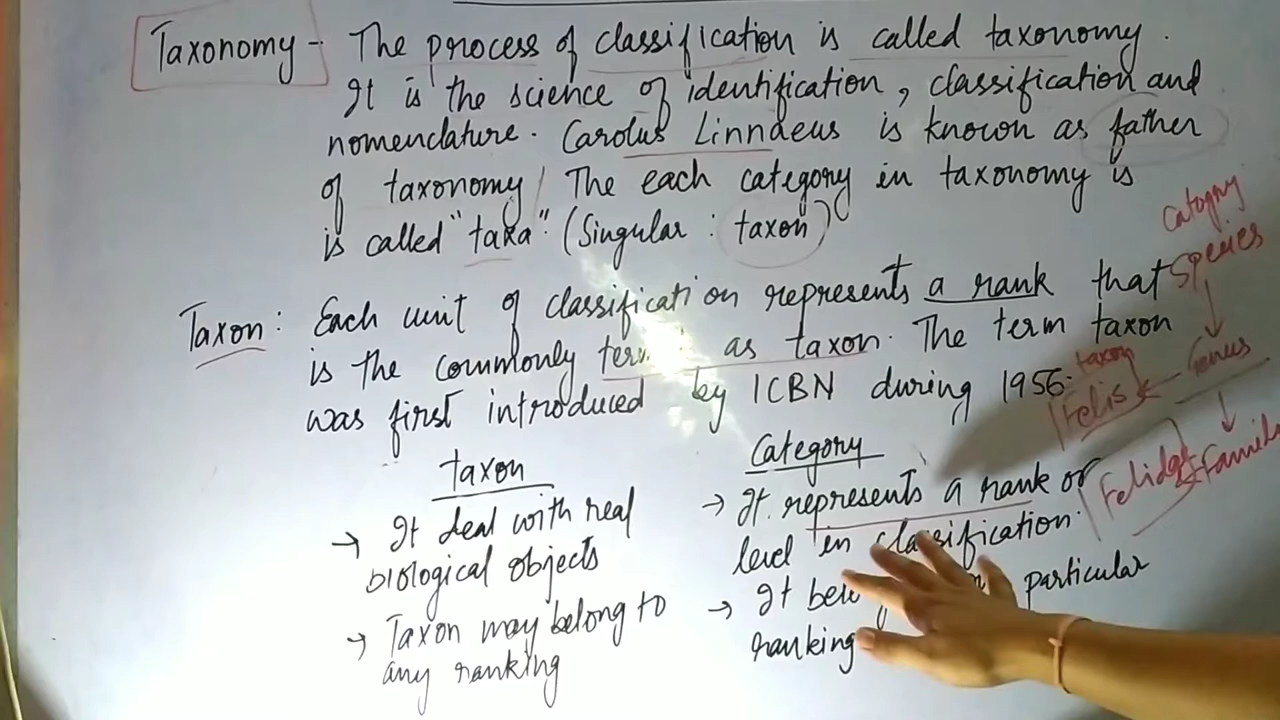 Taxonomy - The process of classification is called taxonomy.
It is the science of identification, classification and
nomenclature. Carolus Linnaeus is known as father
of taxonomy / The each category in taxonomy is
is called "taxa". (Singular : taxon)
Taxon: Each unit of classification represents a rank that
is the commonly as taxon. The term taxon
was first introduced by ICBN during 1956.
Category
Species
Genus
taxon
Felis
Family
taxon
→ It deal with real
biological objects
→ Taxon may belong to
any ranking
Category
→ It represents a rank or
level in classification.
→ It particular
ranking